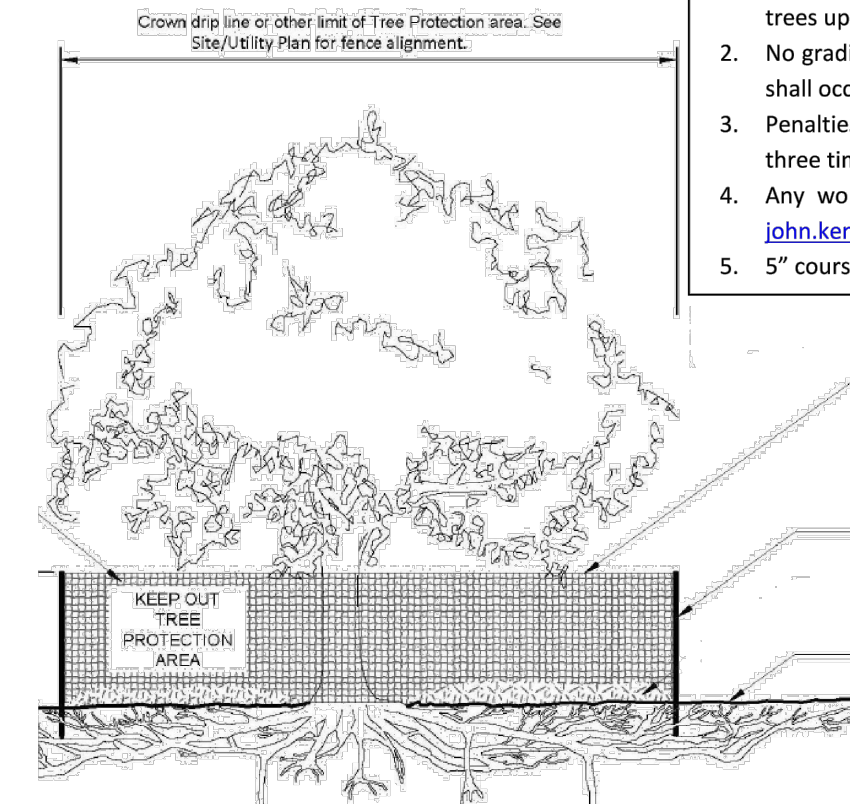 Crown drip line or other limit of Tree Protection area. See
Site/Utility Plan for fence alignment.
trees up
2. No gradi
shall occ
3. Penalties
three tim
4. Any wo
john.ker
5. 5” cours
KEEP OUT
TREE
PROTECTION
AREA